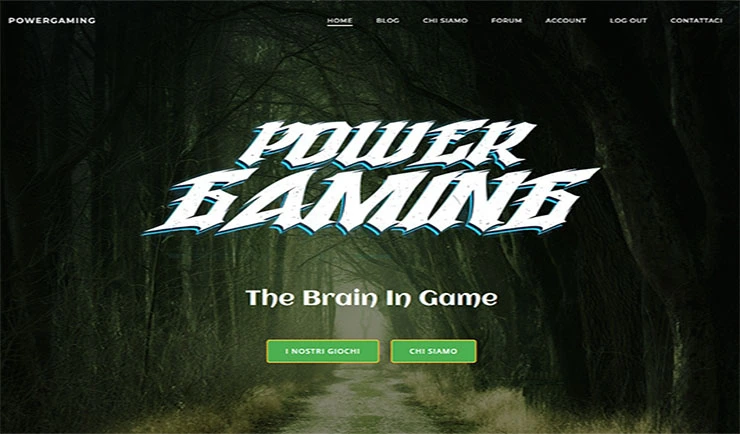 POWERGAMING
HOME BLOG CHI SIAMO FORUM ACCOUNT LOG OUT CONTATTACI
POWER
GAMING
The Brain In Game
I NOSTRI GIOCHI CHI SIAMO